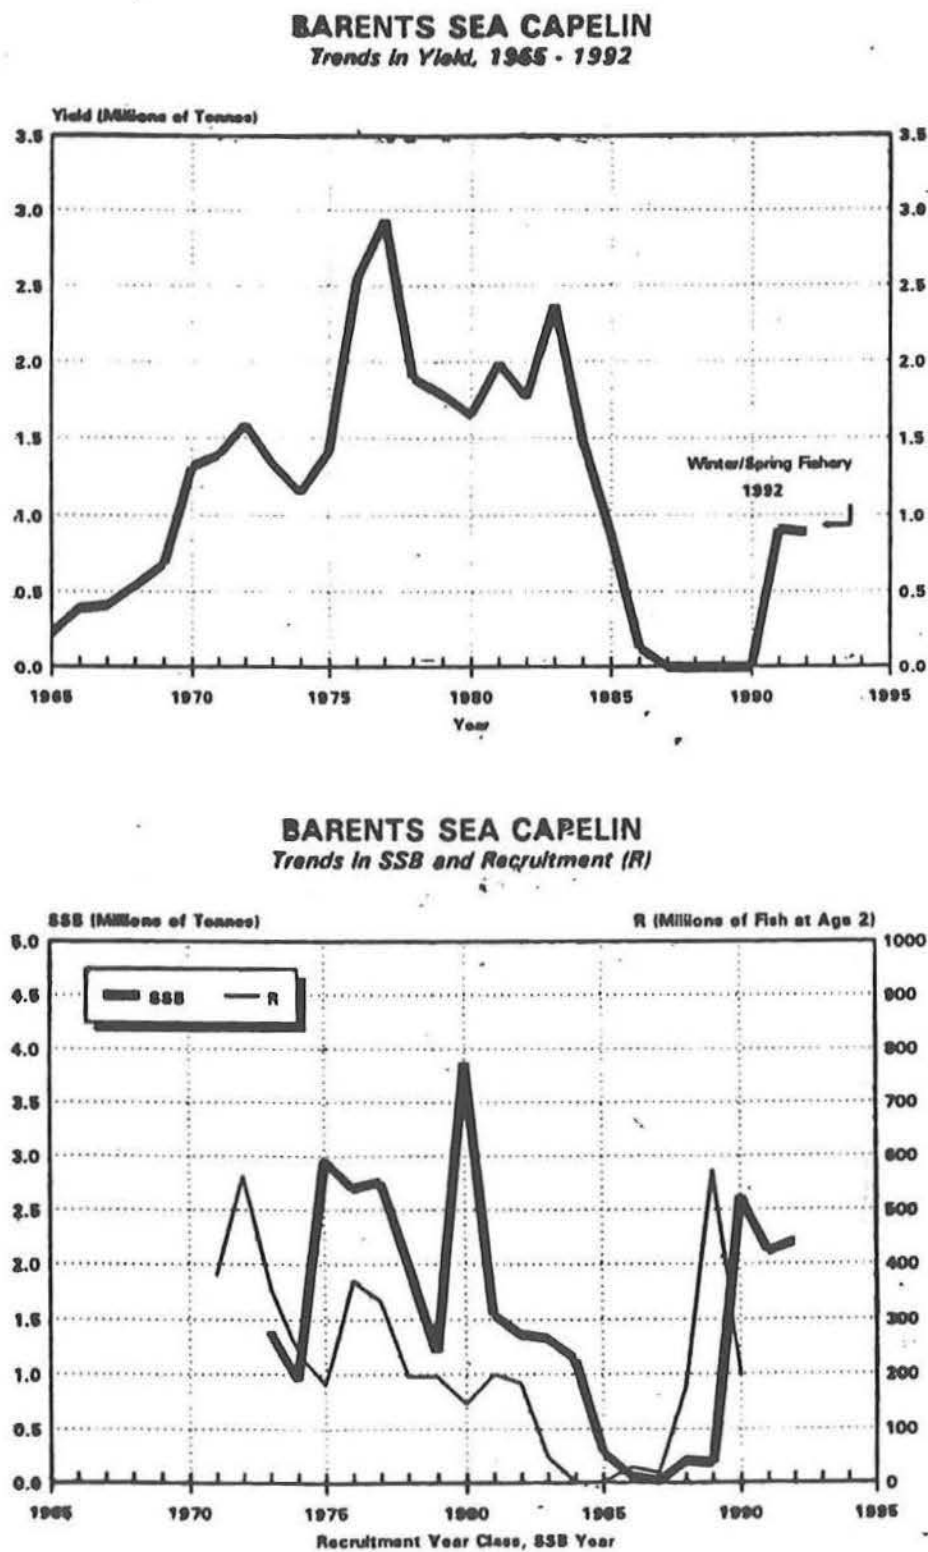 BARENTS SEA CAPELIN
Trends in Yield, 1965 - 1992
Yield (Millions of Tonnes)
3.5 3.5
3.0 3.0
2.5 2.5
2.0 2.0
1.5 1.5
Winter/Spring Fishery
1992
1.0 1.0
0.5 0.5
0.0 0.0
1965 1970 1975 1980 1985 1990 1995
Year
BARENTS SEA CAPELIN
Trends in SSB and Recruitment (R)
SSB (Millions of Tonnes) R (Millions of Fish at Age 2)
5.0 1000
SSB R
4.5 900
4.0 800
3.5 700
3.0 600
2.5 500
2.0 400
1.5 300
1.0 200
0.5 100
0.0 0
1965 1970 1975 1980 1985 1990 1995
Recruitment Year Class, SSB Year